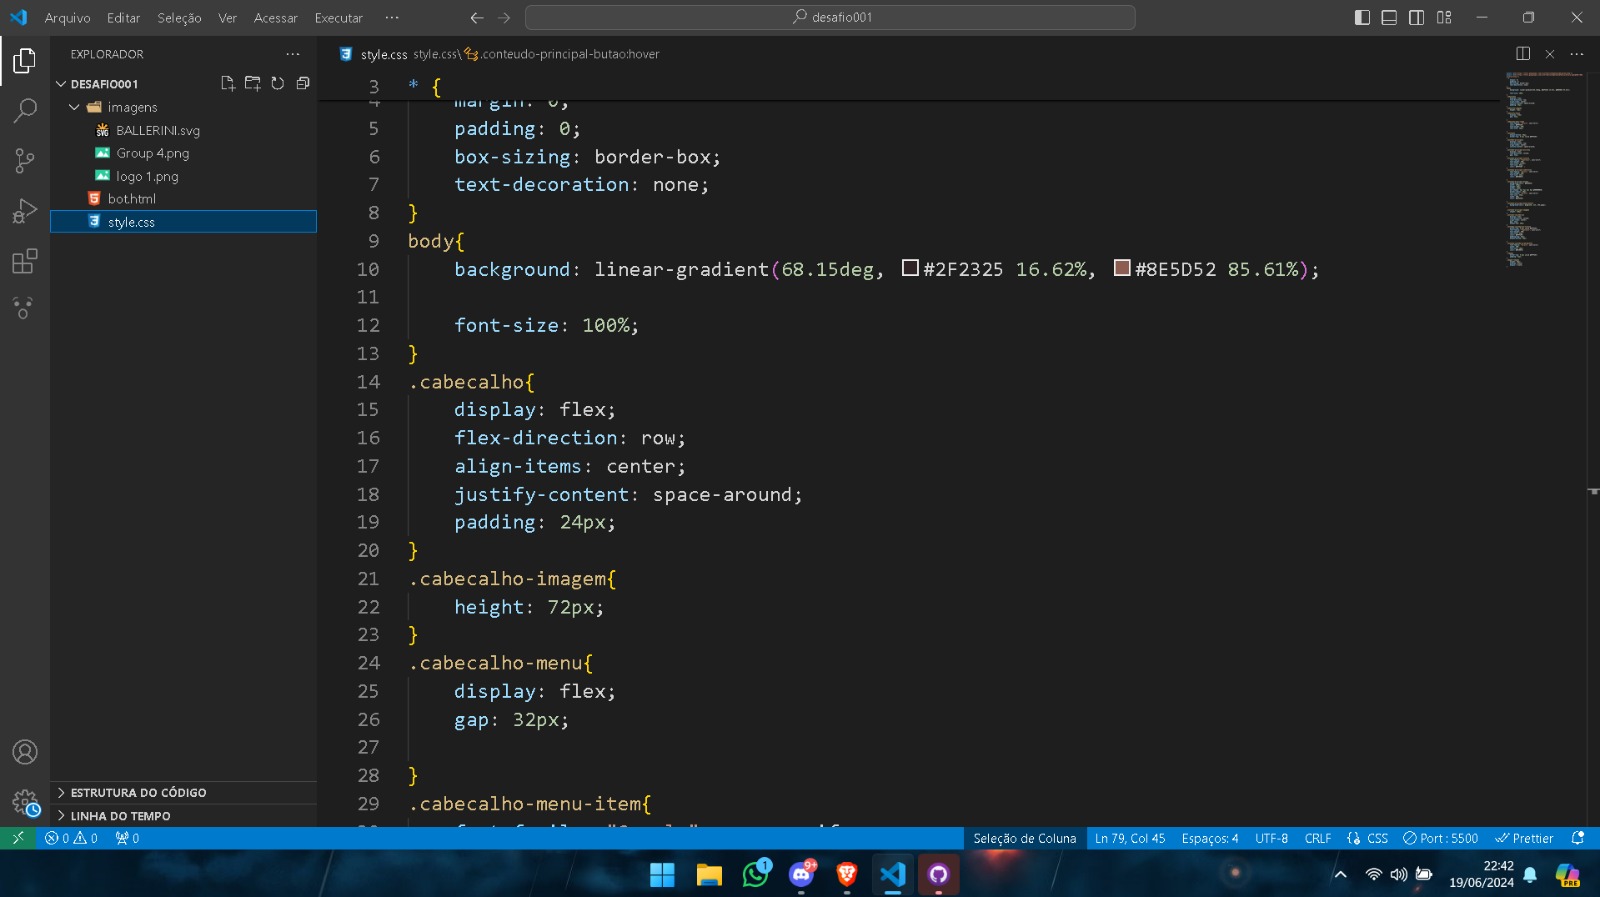 Arquivo Editar Seleção Ver Acessar Executar ··· desafio001
EXPLORADOR ···
DESAFIO001
imagens
BALLERINI.svg
Group 4.png
logo 1.png
bot.html
style.css
ESTRUTURA DO CÓDIGO
LINHA DO TEMPO
style.css style.css\ .conteudo-principal-butao:hover
3 * {
4 margin: 0;
5 padding: 0;
6 box-sizing: border-box;
7 text-decoration: none;
8 }
9 body{
10 background: linear-gradient(68.15deg, #2F2325 16.62%, #8E5D52 85.61%);
11
12 font-size: 100%;
13 }
14 .cabecalho{
15 display: flex;
16 flex-direction: row;
17 align-items: center;
18 justify-content: space-around;
19 padding: 24px;
20 }
21 .cabecalho-imagem{
22 height: 72px;
23 }
24 .cabecalho-menu{
25 display: flex;
26 gap: 32px;
27
28 }
29 .cabecalho-menu-item{
0 0 0 Seleção de Coluna Ln 79, Col 45 Espaços: 4 UTF-8 CRLF {} CSS Port : 5500 Prettier
1 9+ 22:42
19/06/2024 PRE